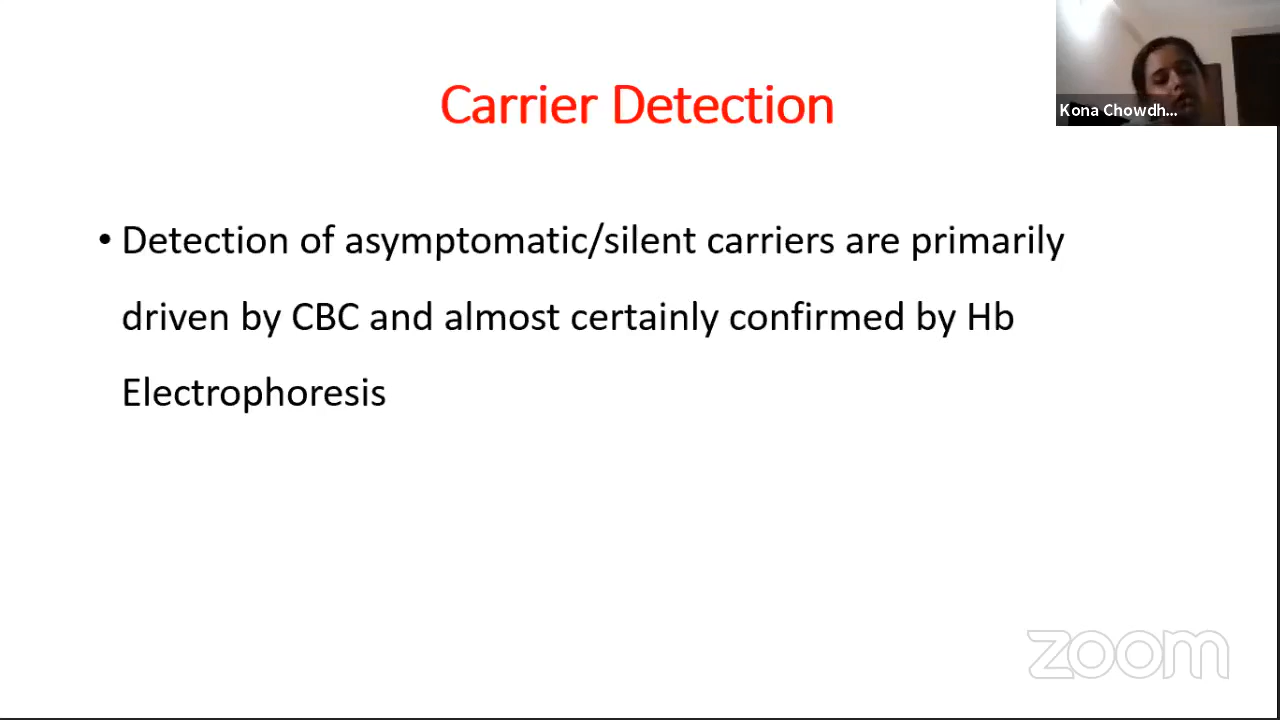 Carrier Detection
Kona Chowdh...
• Detection of asymptomatic/silent carriers are primarily
driven by CBC and almost certainly confirmed by Hb
Electrophoresis
zoom